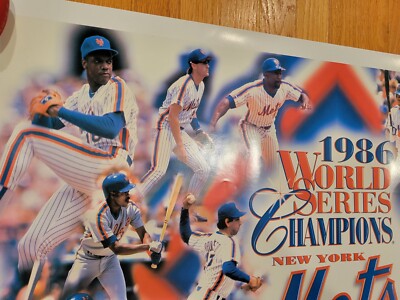 1986
WORLD
SERIES
CHAMPIONS
NEW YORK
Mets